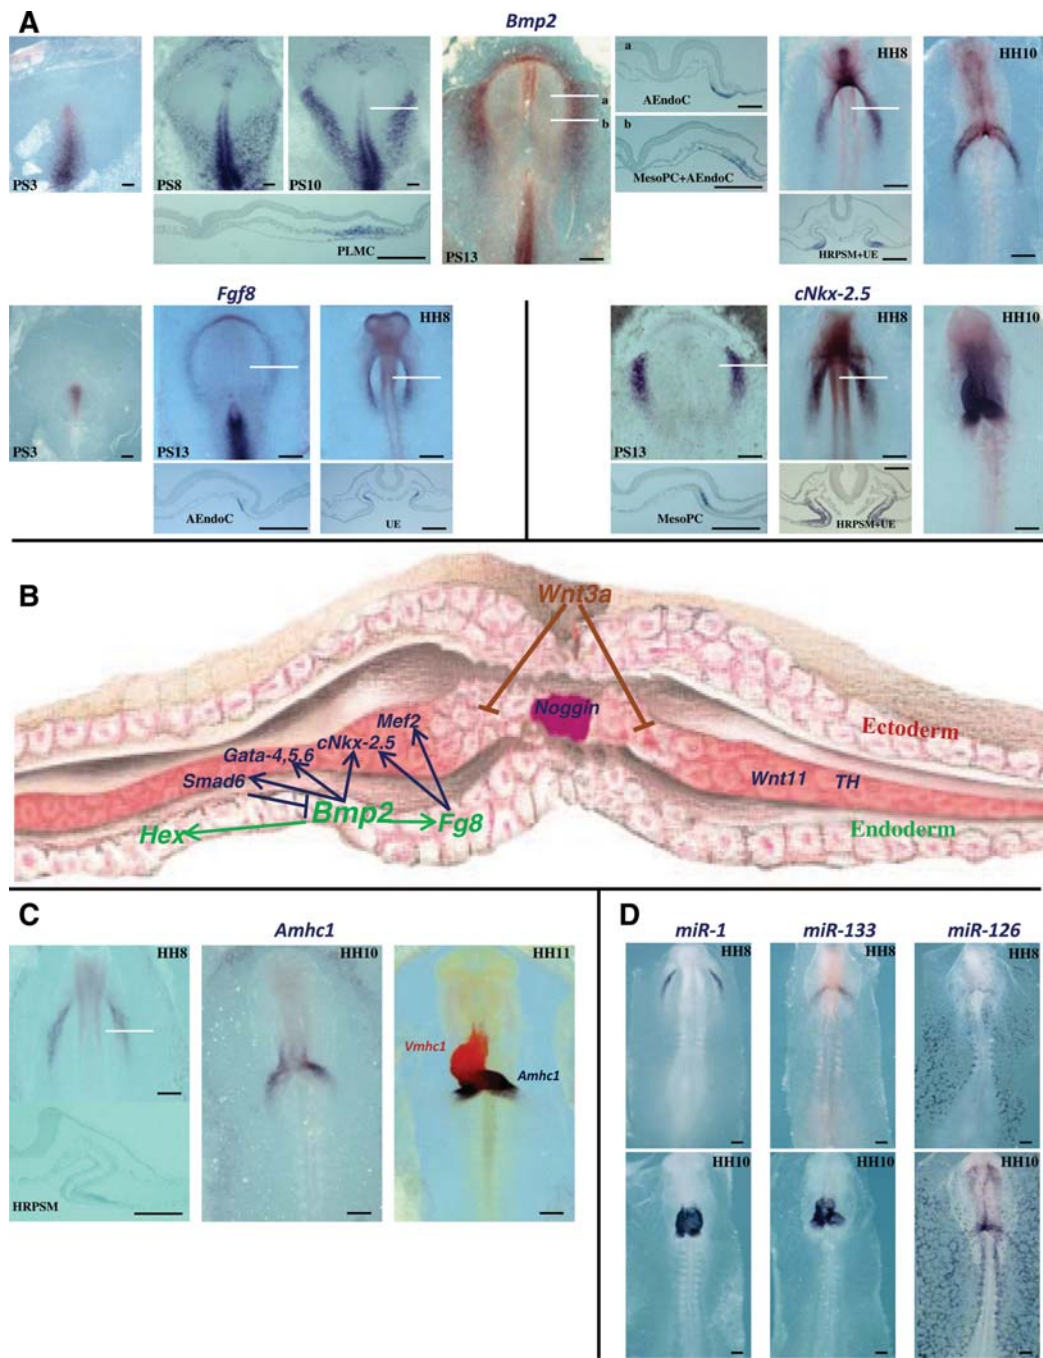 A
Bmp2
PS3
PS8
PS10
PLMC
PS13
a
b
a
AEndoC
b
MesoPC+AEndoC
HH8
HRPSM+UE
HH10
Fgf8
PS3
PS13
AEndoC
HH8
UE
cNkx-2.5
PS13
MesoPC
HH8
HRPSM+UE
HH10
B
Wnt3a
Noggin
Mef2
cNkx-2.5
Gata-4,5,6
Smad6
Bmp2
Hex
Fg8
Ectoderm
Wnt11 TH
Endoderm
C
Amhc1
HH8
HRPSM
HH10
HH11
Vmhc1
Amhc1
D
miR-1 miR-133 miR-126
HH8 HH8 HH8
HH10 HH10 HH10